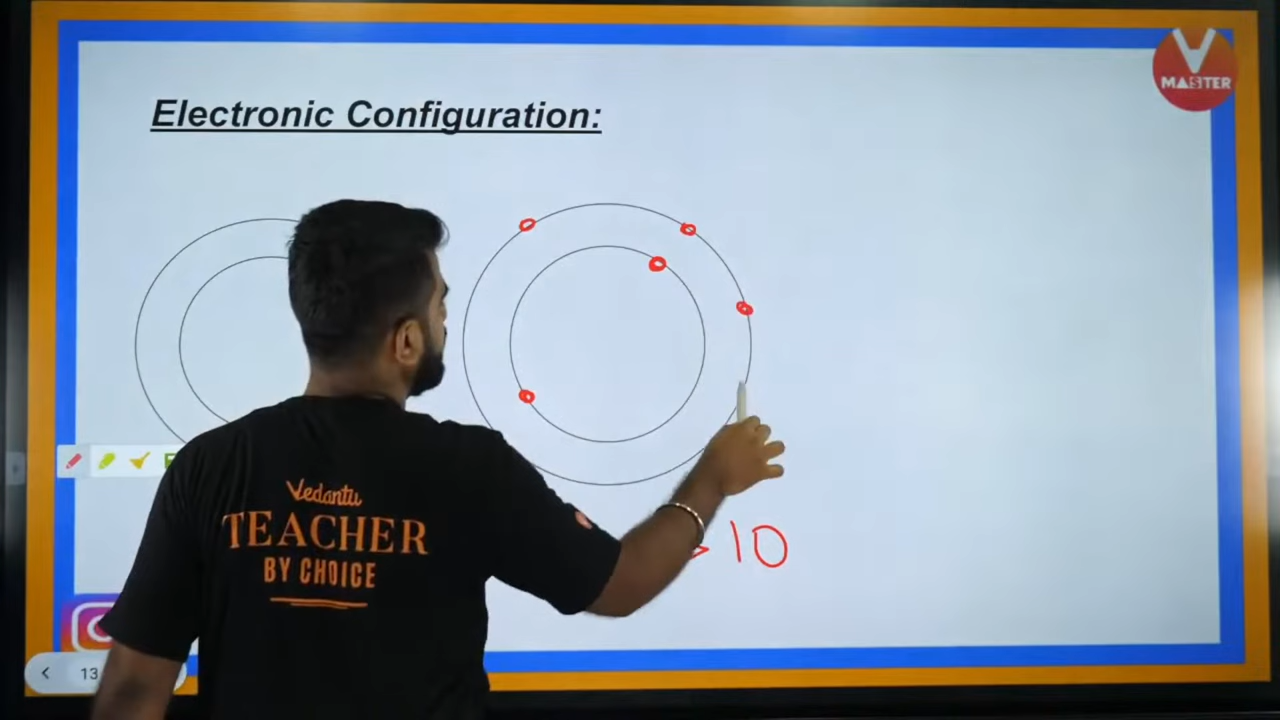 V
MASTER
Electronic Configuration:
Vedantu
TEACHER
BY CHOICE
> 10
< 13